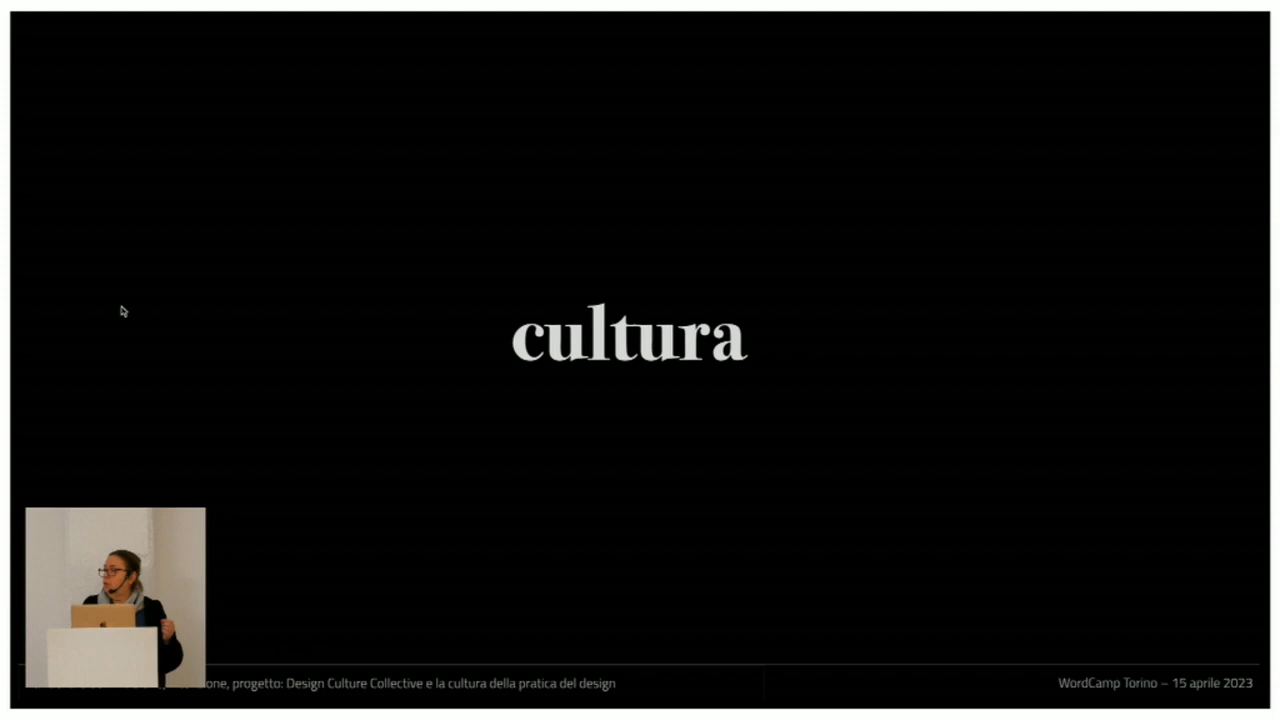 cultura
one, progetto: Design Culture Collective e la cultura della pratica del design
WordCamp Torino – 15 aprile 2023